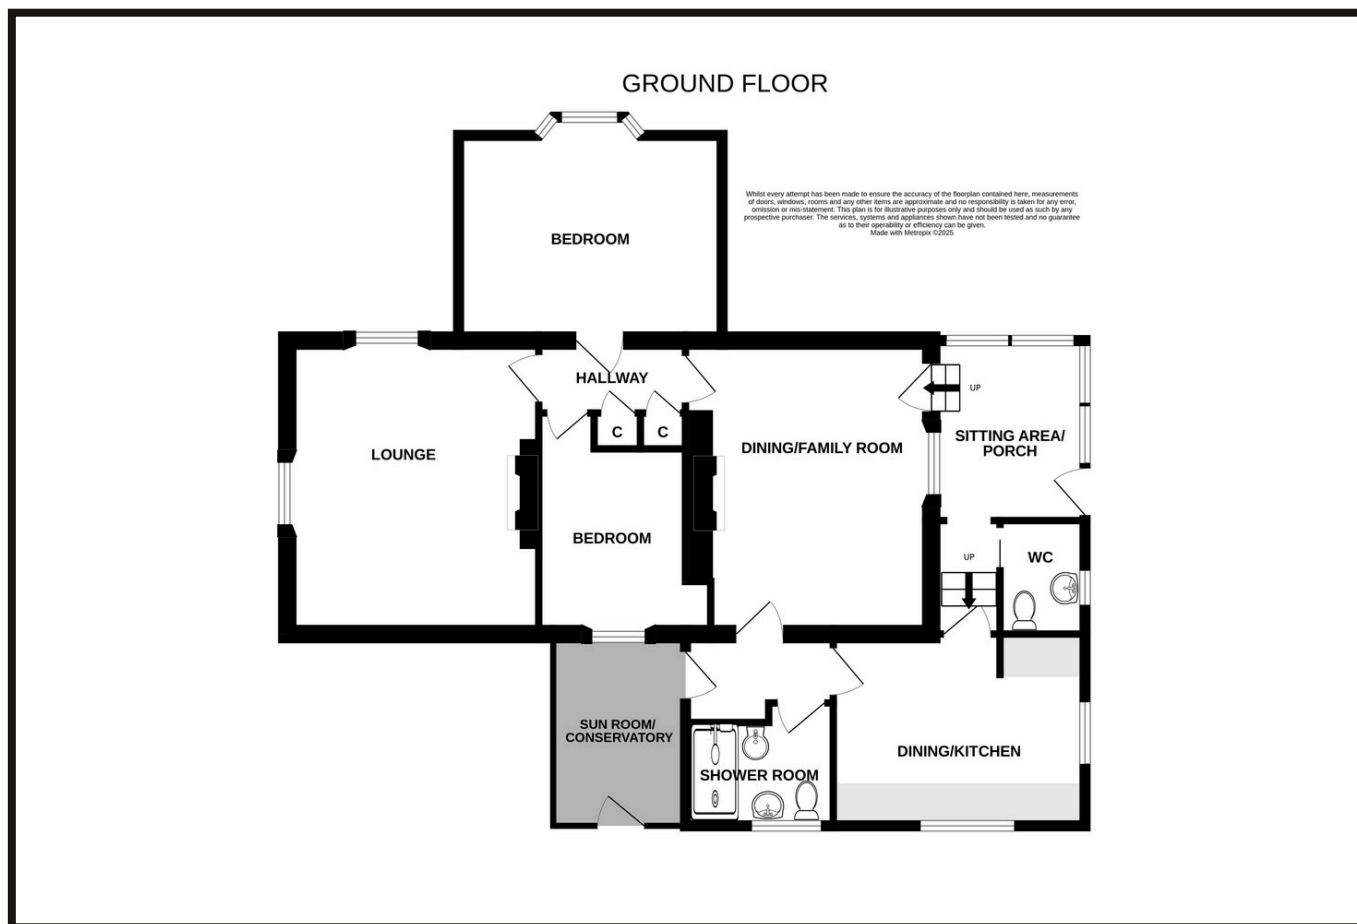 GROUND FLOOR
Whilst every attempt has been made to ensure the accuracy of the floorplan contained here, measurements
of doors, windows, rooms and any other items are approximate and no responsibility is taken for any error,
omission or mis-statement. This plan is for illustrative purposes only and should be used as such by any
prospective purchaser. The services, systems and appliances shown have not been tested and no guarantee
as to their operability or efficiency can be given.
Made with Metropix ©2025
BEDROOM
HALLWAY
UP
C
C
LOUNGE
DINING/FAMILY ROOM
SITTING AREA/
PORCH
BEDROOM
UP
WC
SUN ROOM/
CONSERVATORY
SHOWER ROOM
DINING/KITCHEN